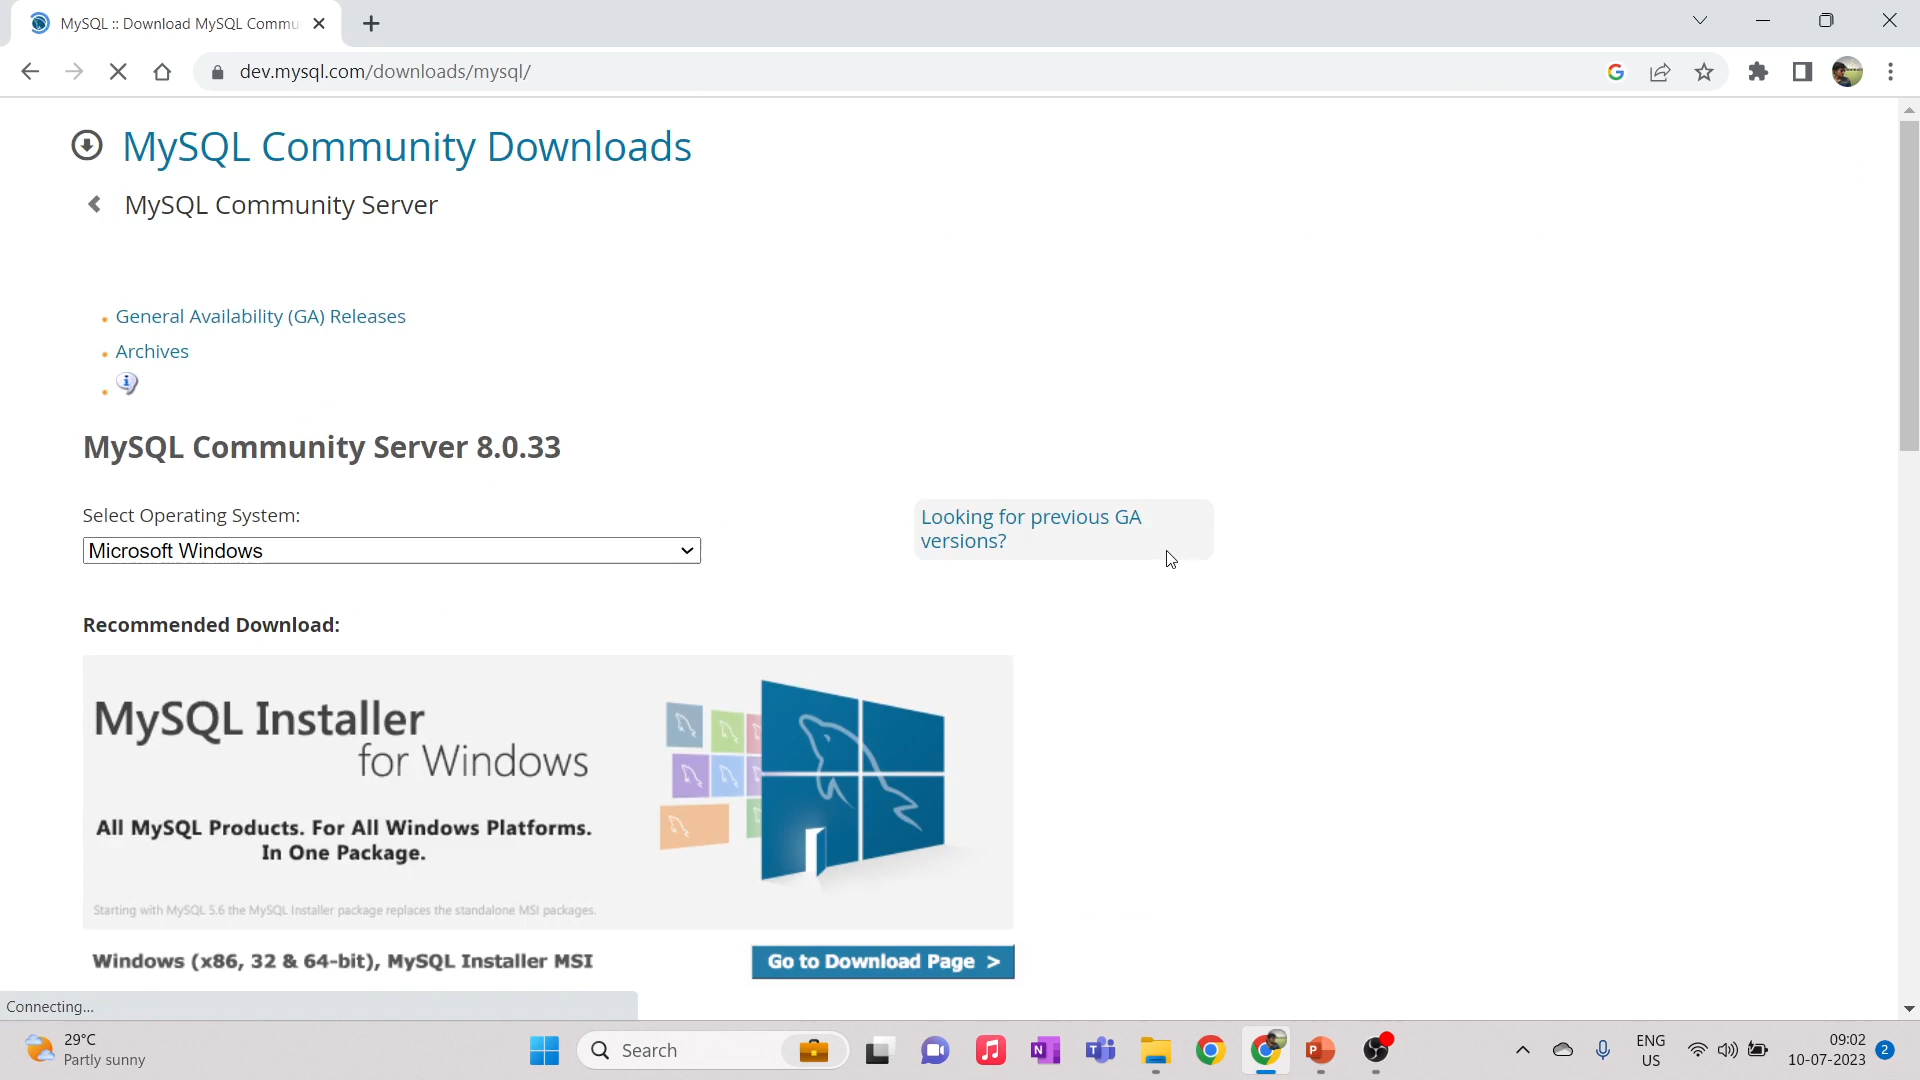 MySQL :: Download MySQL Commu
dev.mysql.com/downloads/mysql/
MySQL Community Downloads
MySQL Community Server
General Availability (GA) Releases
Archives
MySQL Community Server 8.0.33
Select Operating System:
Microsoft Windows
Looking for previous GA
versions?
Recommended Download:
MySQL Installer
for Windows
All MySQL Products. For All Windows Platforms.
In One Package.
Starting with MySQL 5.6 the MySQL Installer package replaces the standalone MSI packages.
Windows (x86, 32 & 64-bit), MySQL Installer MSI
Go to Download Page >
Connecting...
29°C
Partly sunny
Search
ENG
US
09:02
10-07-2023
2